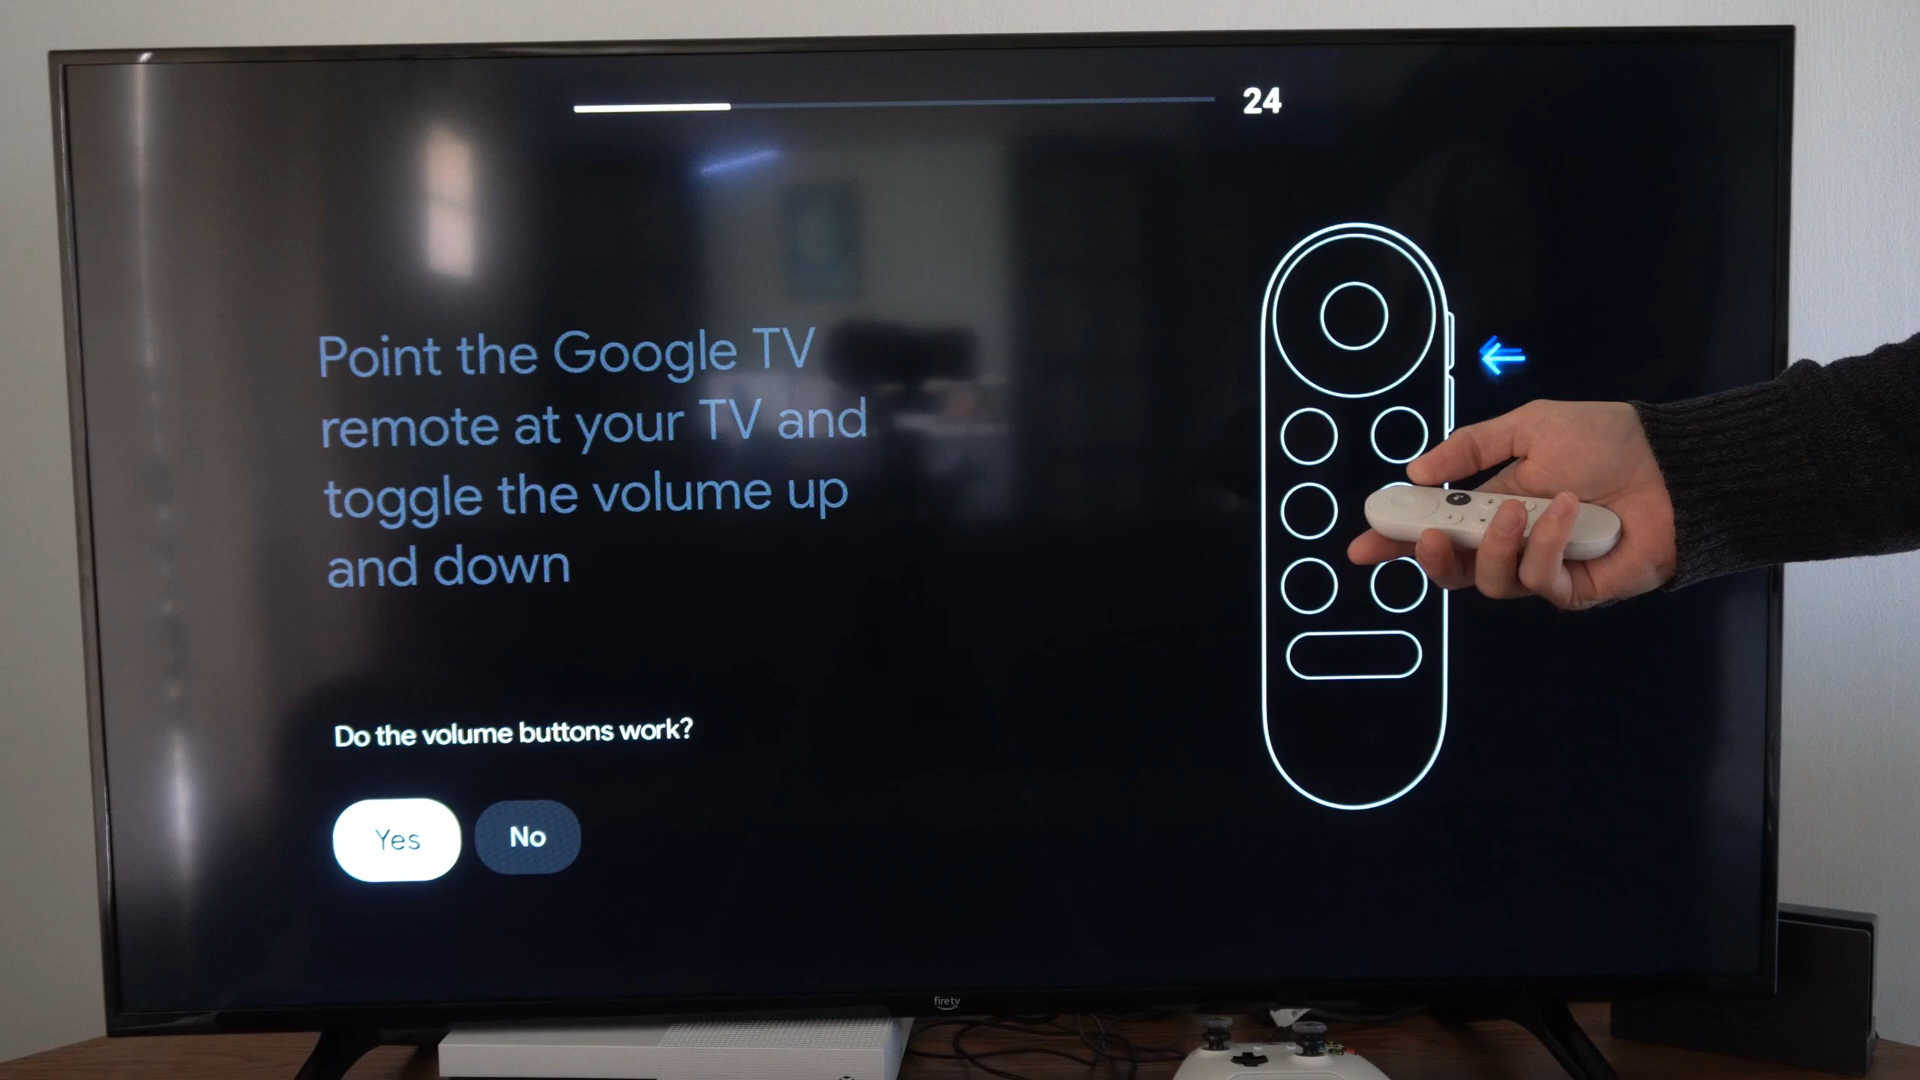 24
Point the Google TV
remote at your TV and
toggle the volume up
and down
Do the volume buttons work?
Yes
No
firetv